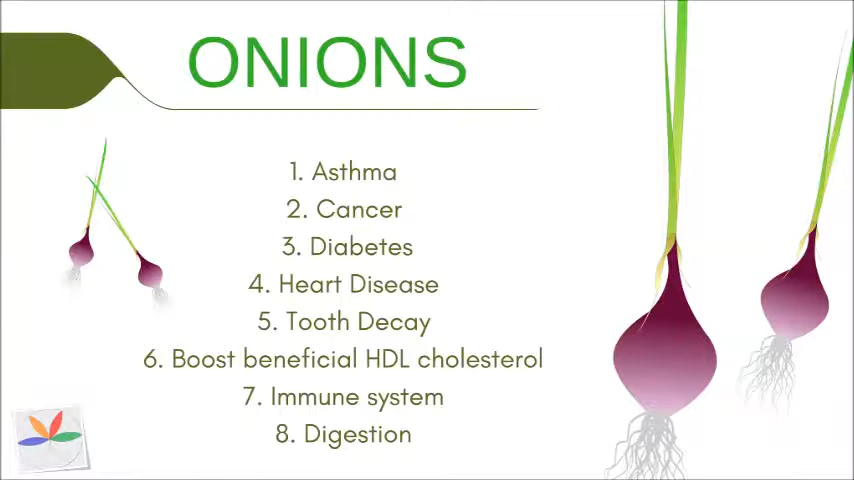 ONIONS
1. Asthma
2. Cancer
3. Diabetes
4. Heart Disease
5. Tooth Decay
6. Boost beneficial HDL cholesterol
7. Immune system
8. Digestion